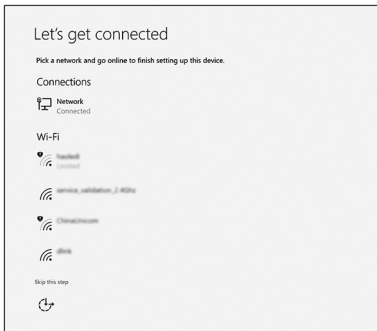 Let's get connected
Pick a network and go online to finish setting up this device.
Connections
Network
Connected
Wi-Fi
service_validation_2.4Ghz
ChinaUnicom
dlink
Skip this step